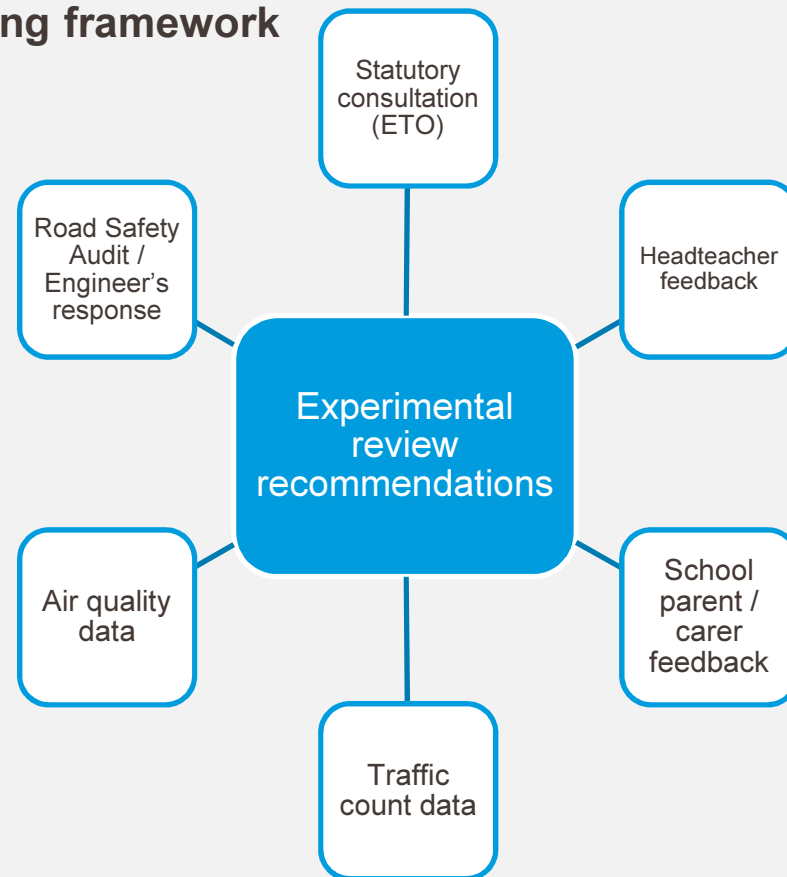 ng framework
Statutory
consultation
(ETO)
Road Safety
Audit /
Engineer’s
response
Headteacher
feedback
Experimental
review
recommendations
Air quality
data
School
parent /
carer
feedback
Traffic
count data